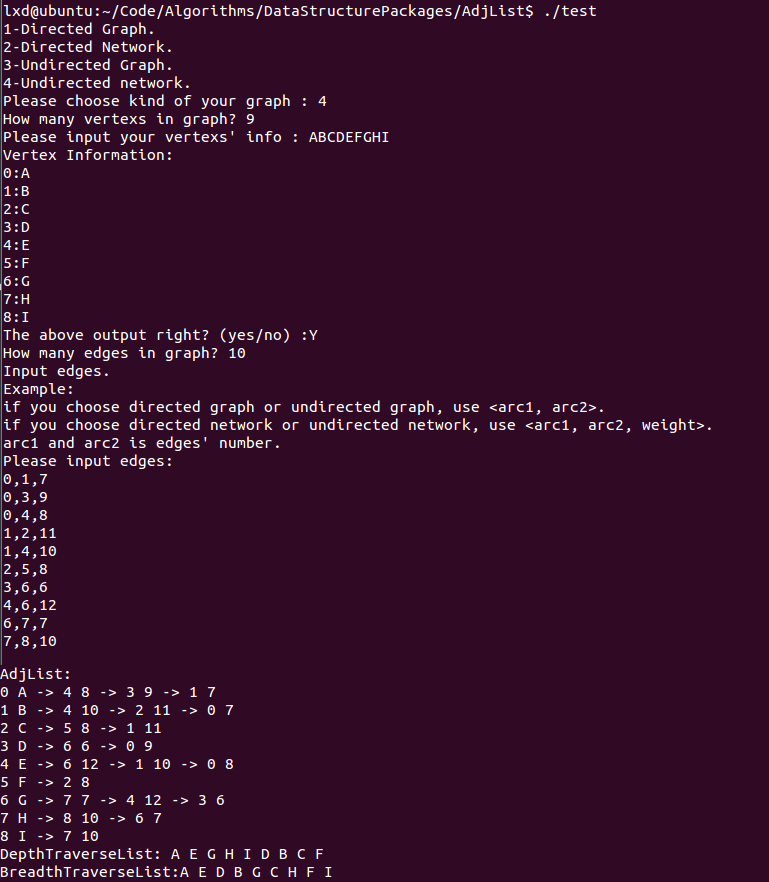 lxd@ubuntu:~/Code/Algorithms/DataStructurePackages/AdjList$ ./test
1-Directed Graph.
2-Directed Network.
3-Undirected Graph.
4-Undirected network.
Please choose kind of your graph : 4
How many vertexs in graph? 9
Please input your vertexs' info : ABCDEFGHI
Vertex Information:
0:A
1:B
2:C
3:D
4:E
5:F
6:G
7:H
8:I
The above output right? (yes/no) :Y
How many edges in graph? 10
Input edges.
Example:
if you choose directed graph or undirected graph, use <arc1, arc2>.
if you choose directed network or undirected network, use <arc1, arc2, weight>.
arc1 and arc2 is edges' number.
Please input edges:
0,1,7
0,3,9
0,4,8
1,2,11
1,4,10
2,5,8
3,6,6
4,6,12
6,7,7
7,8,10
AdjList:
0 A -> 4 8 -> 3 9 -> 1 7
1 B -> 4 10 -> 2 11 -> 0 7
2 C -> 5 8 -> 1 11
3 D -> 6 6 -> 0 9
4 E -> 6 12 -> 1 10 -> 0 8
5 F -> 2 8
6 G -> 7 7 -> 4 12 -> 3 6
7 H -> 8 10 -> 6 7
8 I -> 7 10
DepthTraverseList: A E G H I D B C F
BreadthTraverseList:A E D B G C H F I